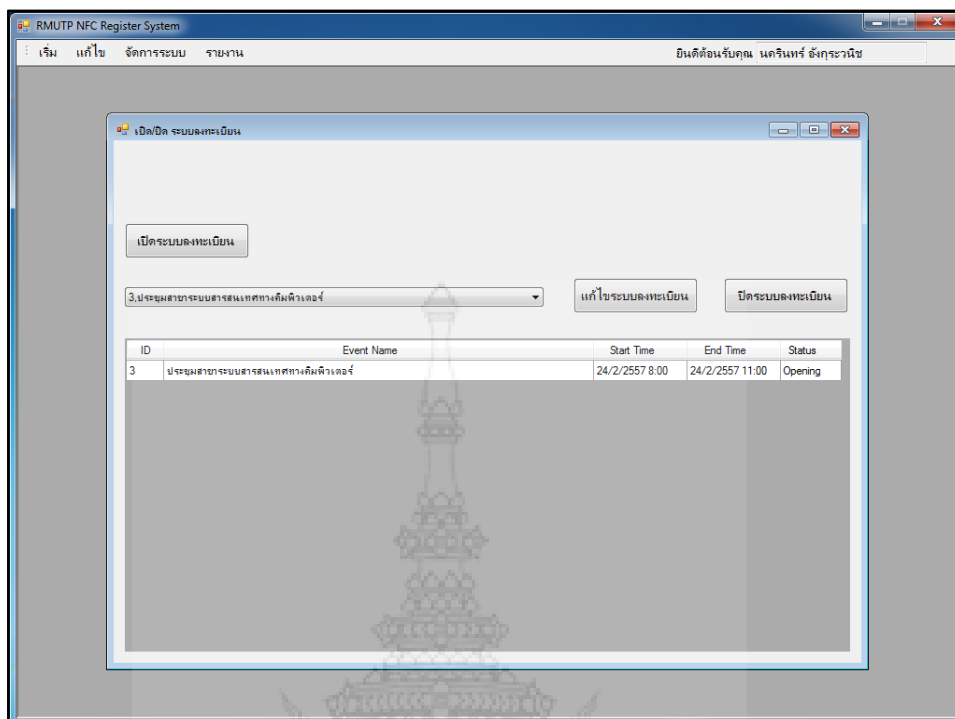 RMUTP NFC Register System
เริ่ม แก้ไข จัดการระบบ รายงาน ยินดีต้อนรับคุณ นครินทร์ อังกุระวนิช
เปิด/ปิด ระบบลงทะเบียน
เปิดระบบลงทะเบียน
3.ประชุมสาขาระบบสารสนเทศทางคิมพิวเตอร์ แก้ไขระบบลงทะเบียน ปิดระบบลงทะเบียน
ID Event Name Start Time End Time Status
3 ประชุมสาขาระบบสารสนเทศทางคิมพิวเตอร์ 24/2/2557 8:00 24/2/2557 11:00 Opening